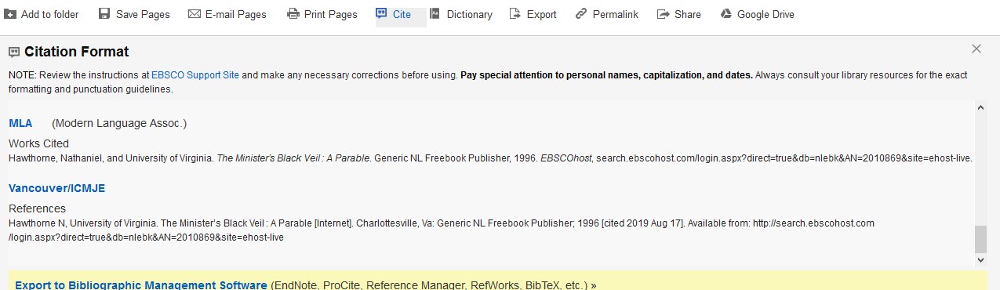 Add to folder Save Pages E-mail Pages Print Pages Cite Dictionary Export Permalink Share Google Drive
Citation Format
NOTE: Review the instructions at EBSCO Support Site and make any necessary corrections before using. Pay special attention to personal names, capitalization, and dates. Always consult your library resources for the exact
formatting and punctuation guidelines.
MLA (Modern Language Assoc.)
Works Cited
Hawthorne, Nathaniel, and University of Virginia. The Minister's Black Veil : A Parable. Generic NL Freebook Publisher, 1996. EBSCOhost, search.ebscohost.com/login.aspx?direct=true&db=nlebk&AN=2010869&site=ehost-live.
Vancouver/ICMJE
References
Hawthorne N, University of Virginia. The Minister's Black Veil : A Parable [Internet]. Charlottesville, Va: Generic NL Freebook Publisher; 1996 [cited 2019 Aug 17]. Available from: http://search.ebscohost.com
/login.aspx?direct=true&db=nlebk&AN=2010869&site=ehost-live
Export to Bibliographic Management Software (EndNote, ProCite, Reference Manager, RefWorks, BibTeX, etc.) »